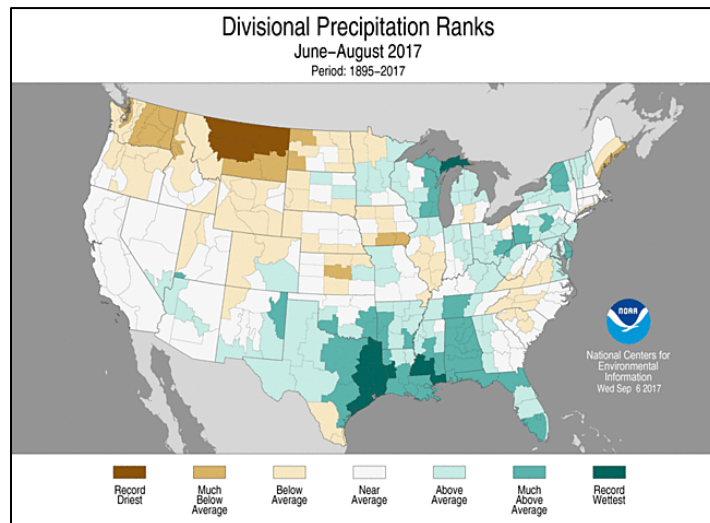 Divisional Precipitation Ranks
June–August 2017
Period: 1895–2017
NOAA
National Centers for
Environmental
Information
Wed Sep 6 2017
Record
Driest
Much
Below
Average
Below
Average
Near
Average
Above
Average
Much
Above
Average
Record
Wettest